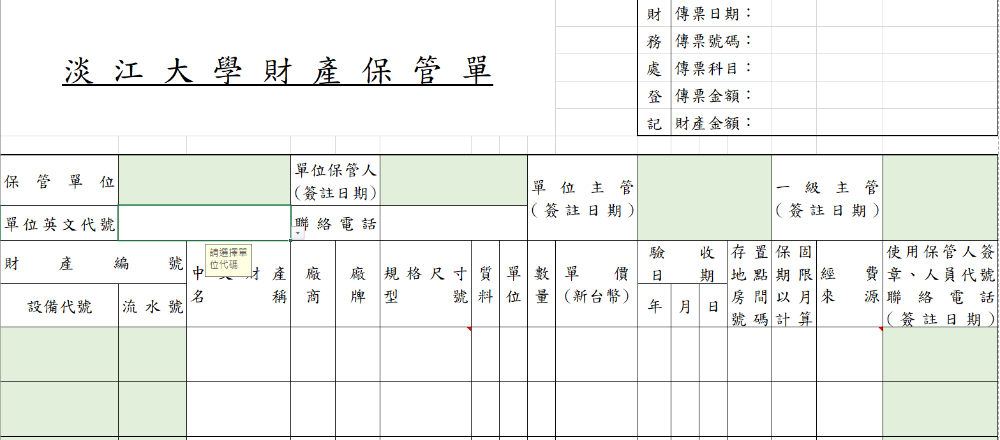 淡江大學財產保管單
財務處登記
傳票日期：
傳票號碼：
傳票科目：
傳票金額：
財產金額：
保管單位
單位保管人
(簽註日期)
單位主管
(簽註日期)
一級主管
(簽註日期)
單位英文代號
聯絡電話
請選擇單
位代碼
財產編號
設備代號
流水號
中 財產
名稱
廠商
廠牌
規格尺寸
型號
質料
單位
數量
單價
(新台幣)
驗收
日期
年
月
日
存置
地點
房間
號碼
保固
期限
以月
計算
經費
來源
使用保管人簽
章、人員代號
聯絡電話
(簽註日期)